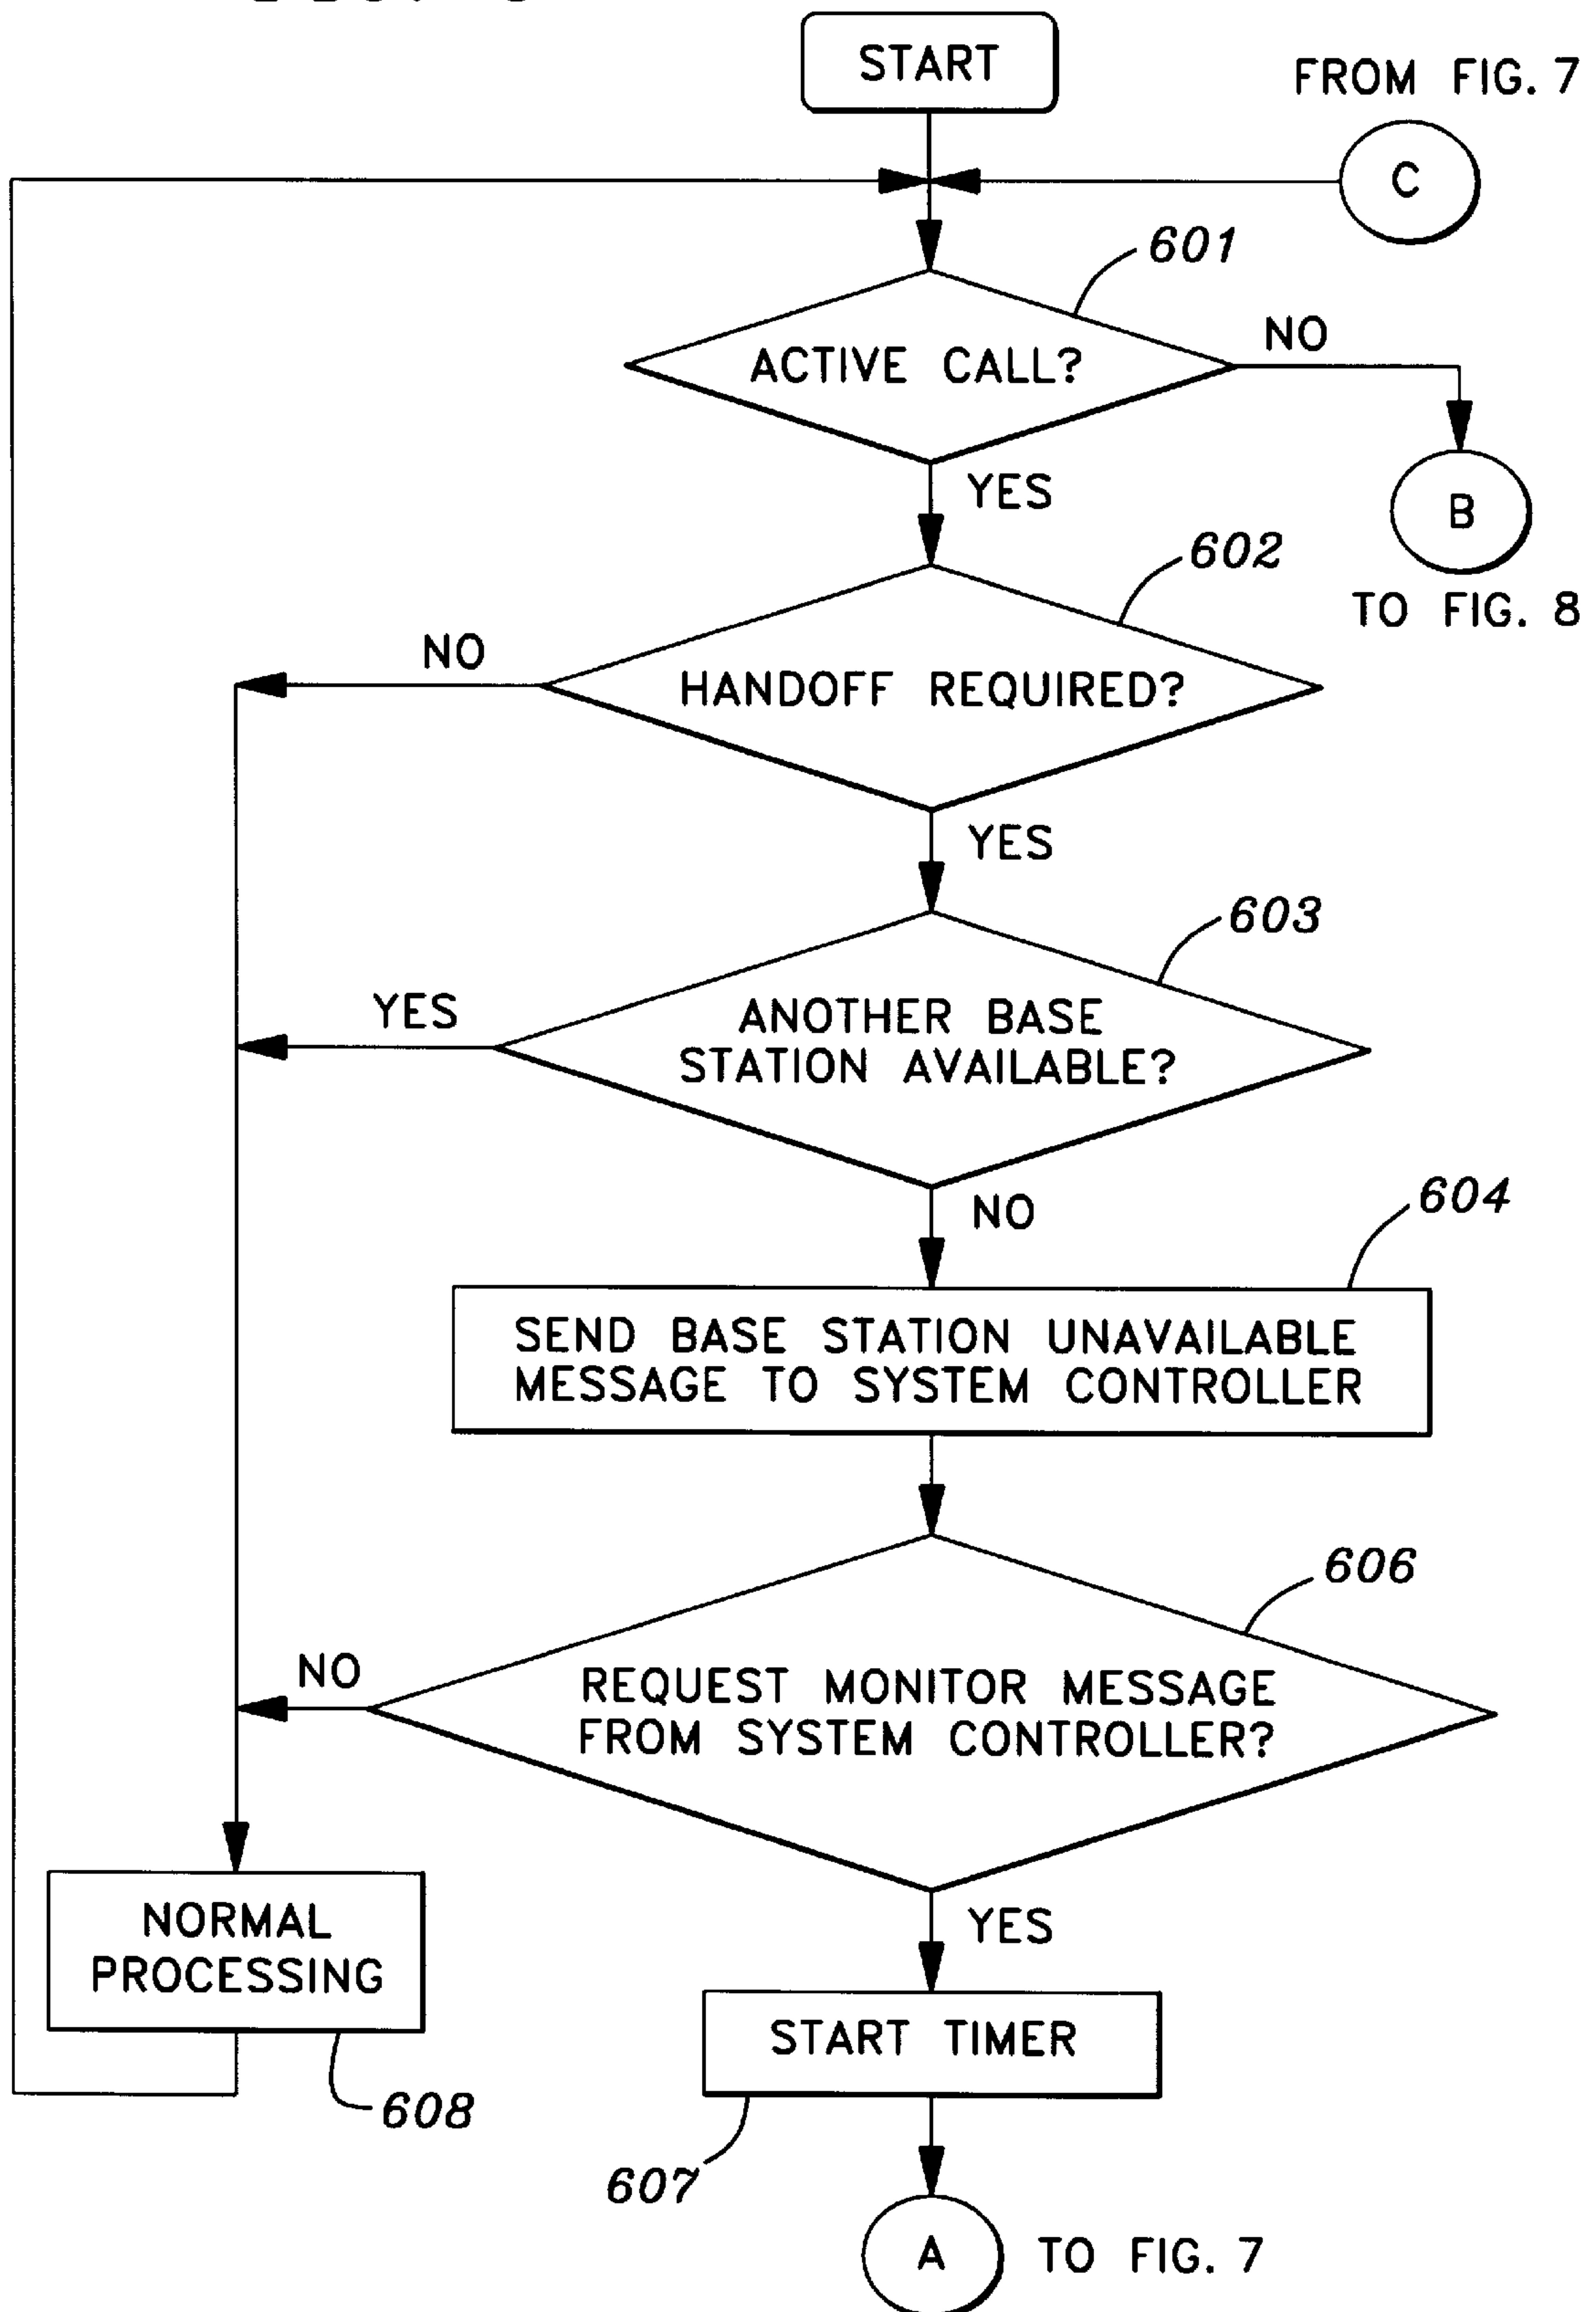 START
FROM FIG. 7
C
601
ACTIVE CALL?
NO
YES
B
TO FIG. 8
602
NO
HANDOFF REQUIRED?
YES
603
YES
ANOTHER BASE
STATION AVAILABLE?
NO
604
SEND BASE STATION UNAVAILABLE
MESSAGE TO SYSTEM CONTROLLER
606
NO
REQUEST MONITOR MESSAGE
FROM SYSTEM CONTROLLER?
YES
NORMAL
PROCESSING
608
START TIMER
607
A
TO FIG. 7